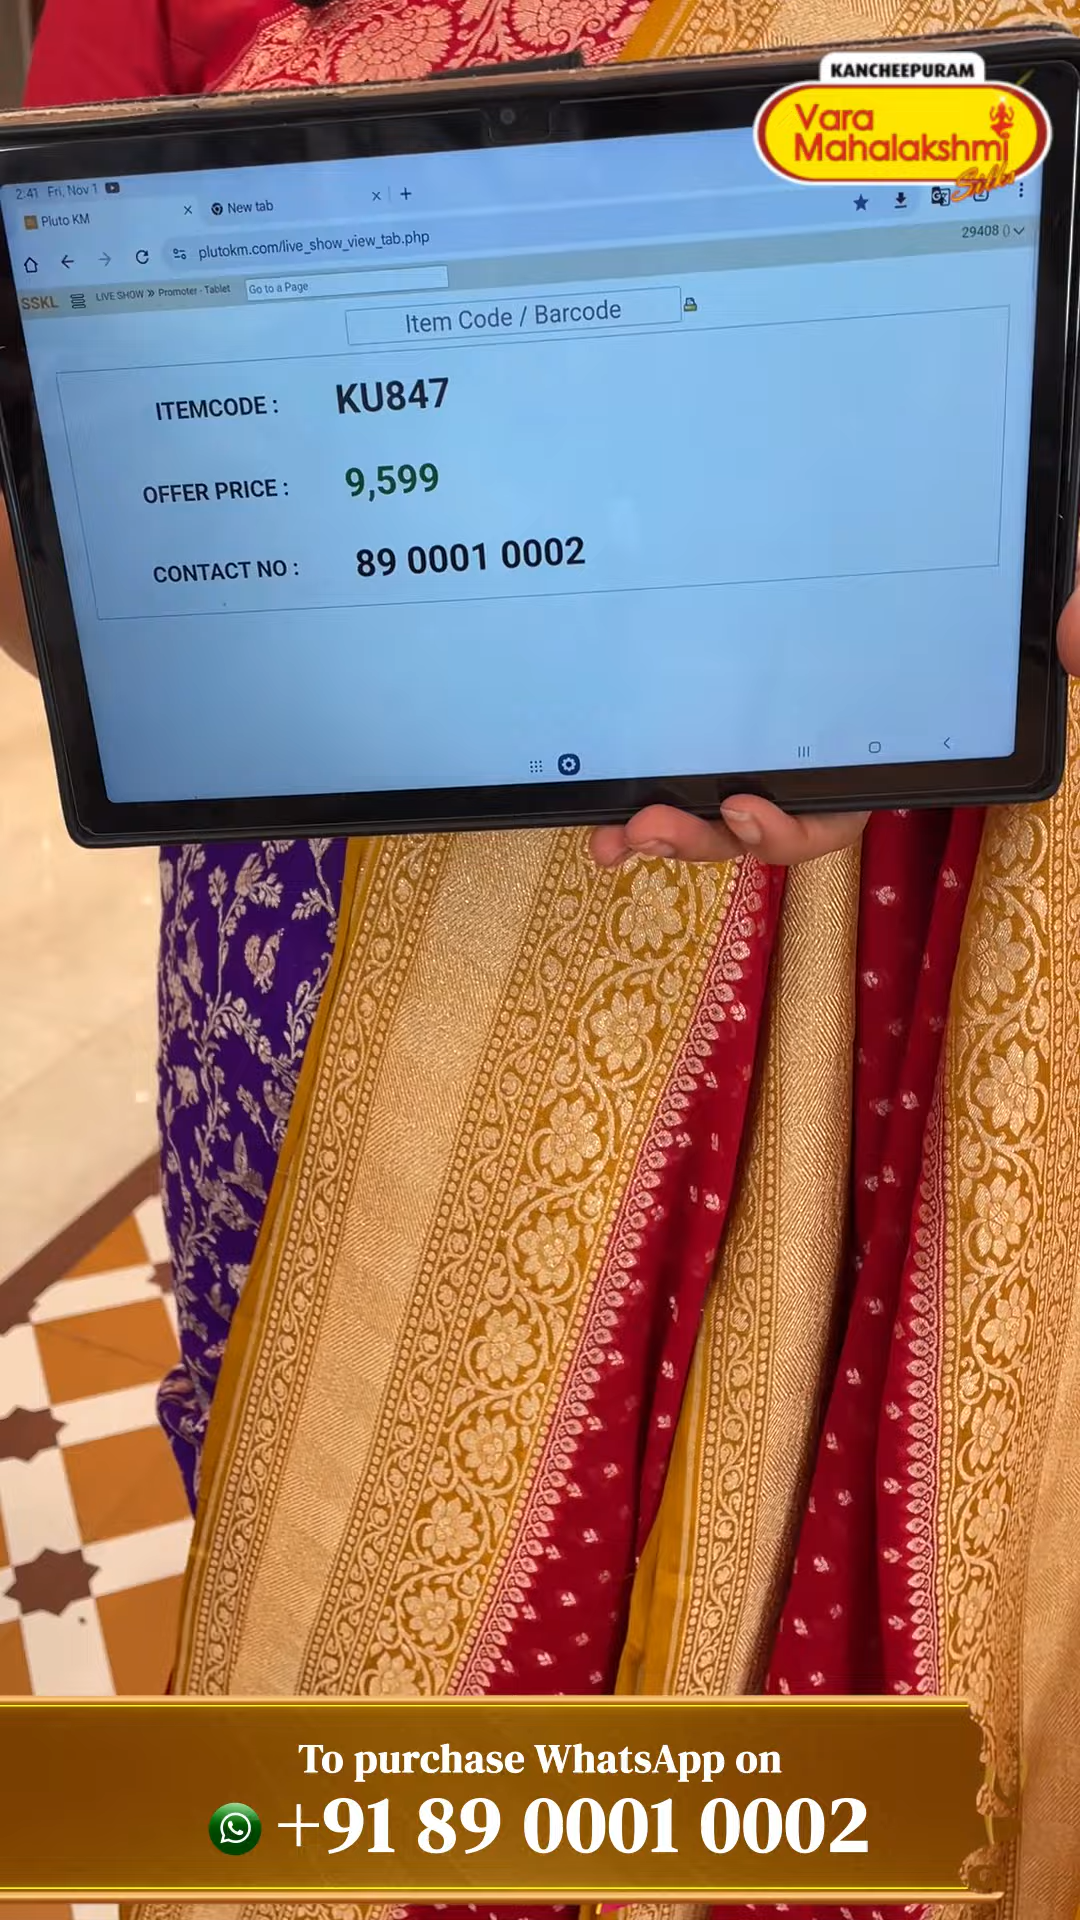 KANCHEEPURAM
Vara
Mahalakshmi
Silks
2:41 Fri, Nov 1
Pluto KM
New tab
plutokm.com/live_show_view_tab.php
29408 ()
SSKL
LIVE SHOW » Promoter - Tablet
Go to a Page
Item Code / Barcode
ITEMCODE : KU847
OFFER PRICE : 9,599
CONTACT NO : 89 0001 0002
To purchase WhatsApp on
+91 89 0001 0002